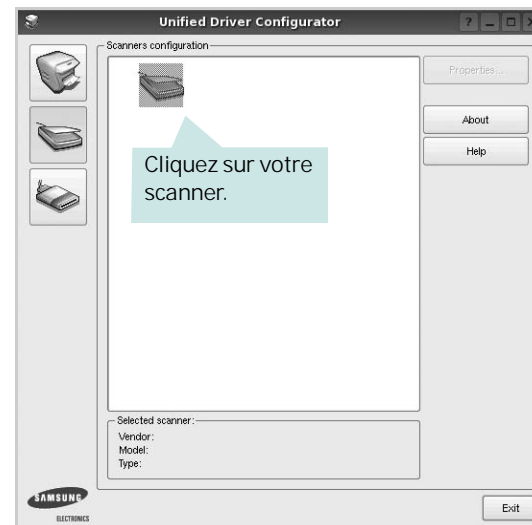 Unified Driver Configurator
Scanners configuration
Properties...
About
Help
Cliquez sur votre
scanner.
Selected scanner:
Vendor:
Model:
Type:
SAMSUNG
ELECTRONICS
Exit